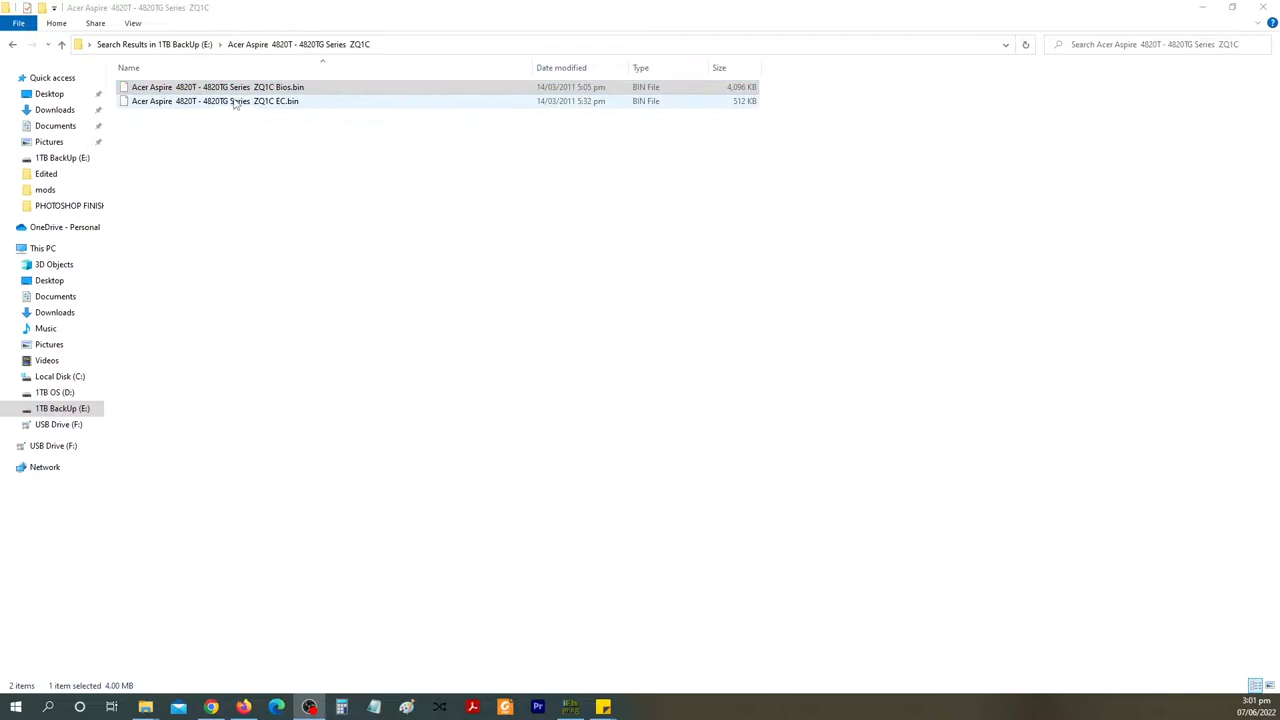 Acer Aspire 4820T - 4820TG Series ZQ1C
File Home Share View
Search Results in 1TB BackUp (E:) Acer Aspire 4820T - 4820TG Series ZQ1C
Search Acer Aspire 4820T - 4820TG Series ZQ1C
Name Date modified Type Size
Acer Aspire 4820T - 4820TG Series ZQ1C Bios.bin 14/03/2011 5:05 pm BIN File 4,096 KB
Acer Aspire 4820T - 4820TG Series ZQ1C EC.bin 14/03/2011 5:32 pm BIN File 512 KB
Quick access
Desktop
Downloads
Documents
Pictures
1TB BackUp (E:)
Edited
mods
PHOTOSHOP FINISH
OneDrive - Personal
This PC
3D Objects
Desktop
Documents
Downloads
Music
Pictures
Videos
Local Disk (C:)
1TB OS (D:)
1TB BackUp (E:)
USB Drive (F:)
USB Drive (F:)
Network
2 items 1 item selected 4.00 MB
Pr
3:01 pm
07/06/2022